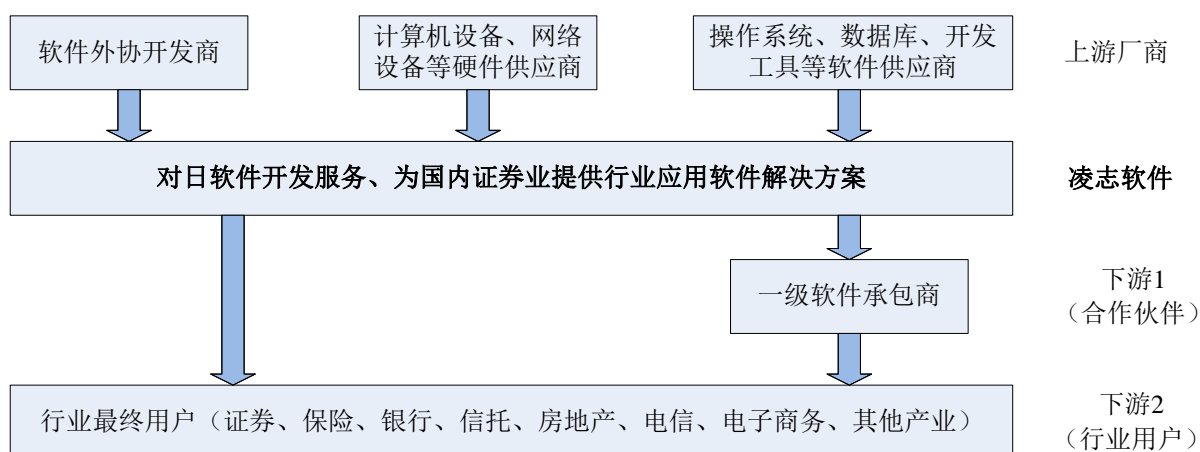 软件外协开发商
计算机设备、网络
设备等硬件供应商
操作系统、数据库、开发
工具等软件供应商
上游厂商
对日软件开发服务、为国内证券业提供行业应用软件解决方案
凌志软件
一级软件承包商
下游1
（合作伙伴）
行业最终用户（证券、保险、银行、信托、房地产、电信、电子商务、其他产业）
下游2
（行业用户）